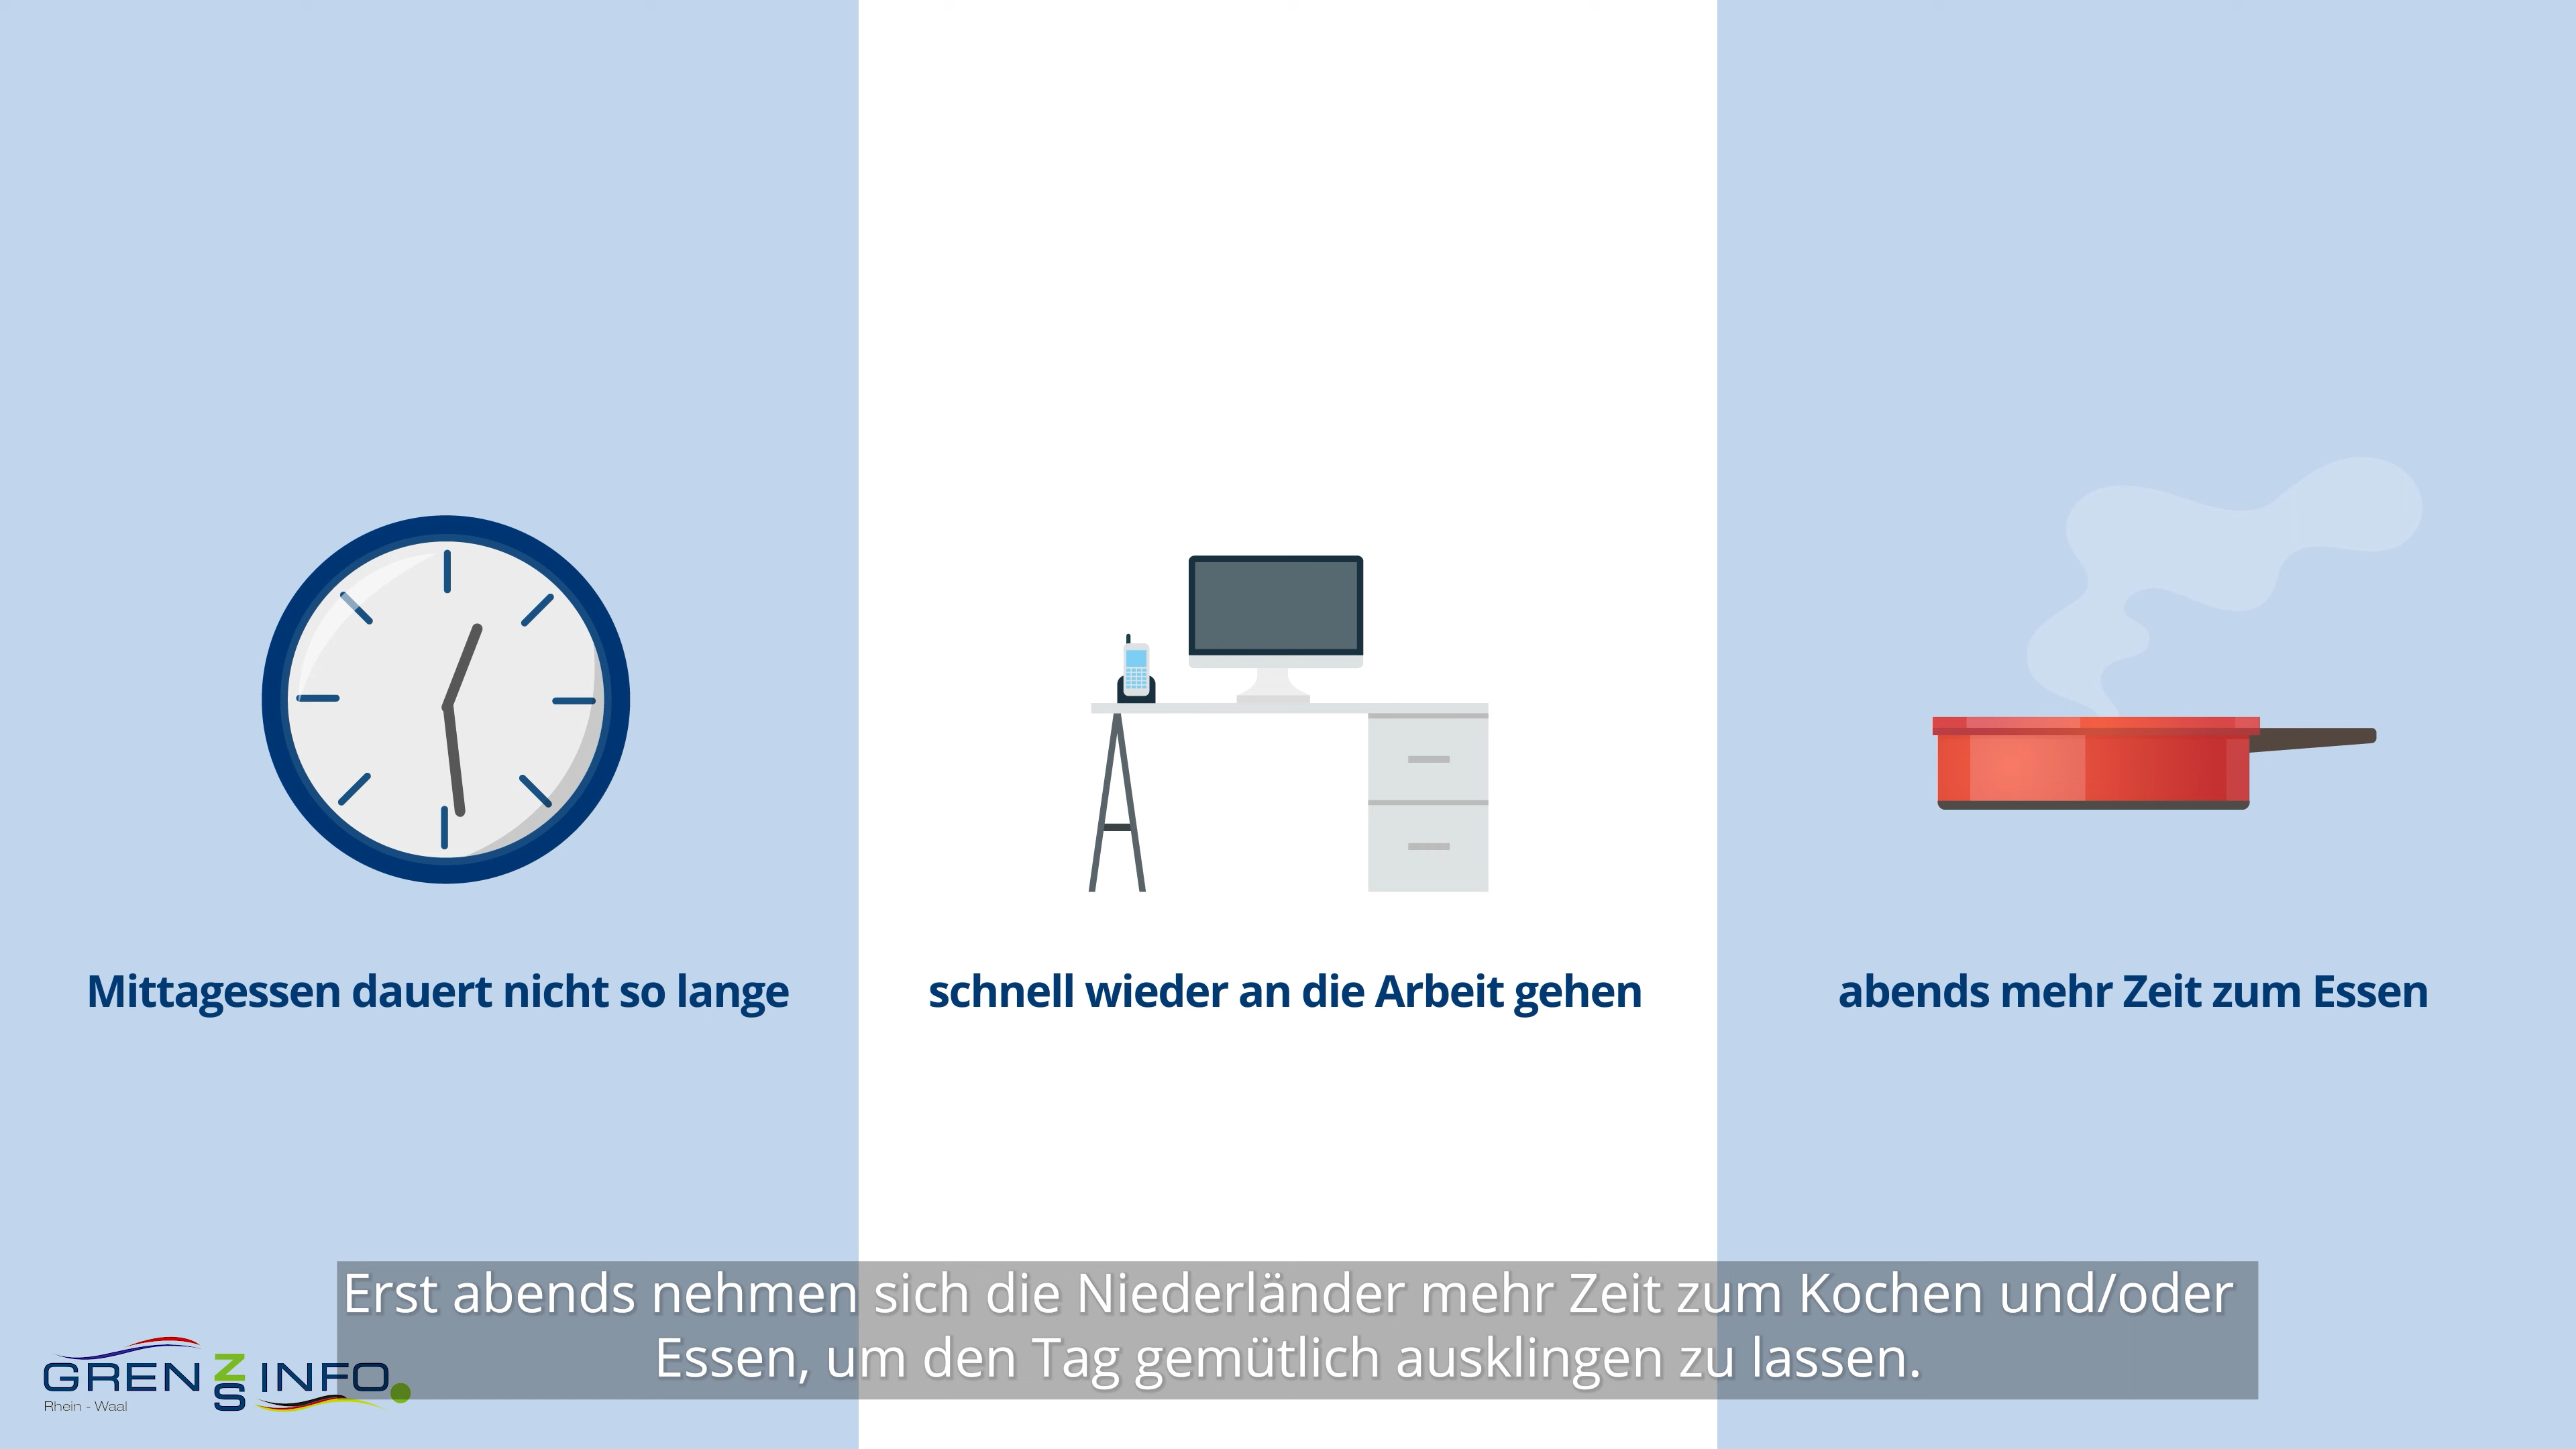 Mittagessen dauert nicht so lange
schnell wieder an die Arbeit gehen
abends mehr Zeit zum Essen
Erst abends nehmen sich die Niederländer mehr Zeit zum Kochen und/oder
Essen, um den Tag gemütlich ausklingen zu lassen.
GRENZSINFO
Rhein - Waal